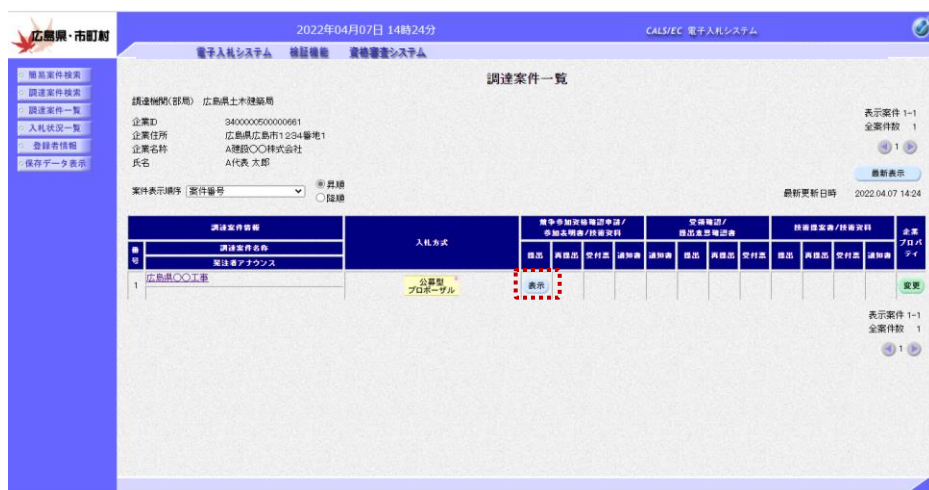 広島県・市町村
2022年04月07日 14時24分
CALS/EC 電子入札システム
電子入札システム 検証機能 資格審査システム
簡易案件検索
調達案件検索
調達案件一覧
入札状況一覧
登録者情報
保存データ表示
調達案件一覧
調達機関(部局) 広島県土木建築局
企業ID 3400000500000661
企業住所 広島県広島市1234番地1
企業名称 A建設〇〇株式会社
氏名 A代表 太郎
表示案件 1-1
全案件数 1
1
最新表示
案件表示順序 案件番号
昇順
降順
最新更新日時 2022.04.07 14:24
番号
調達案件情報
調達案件名称
発注者アナウンス
入札方式
競争参加資格確認申請/
参加表明書/技術資料
受領確認/
提出意思確認書
技術提案書/技術資料
企業プロパティ
提出 再提出 受付票 通知書 通知書 提出 再提出 受付票 提出 再提出 受付票 通知書
1 広島県〇〇工事
公募型
プロポーザル
表示
変更
表示案件 1-1
全案件数 1
1